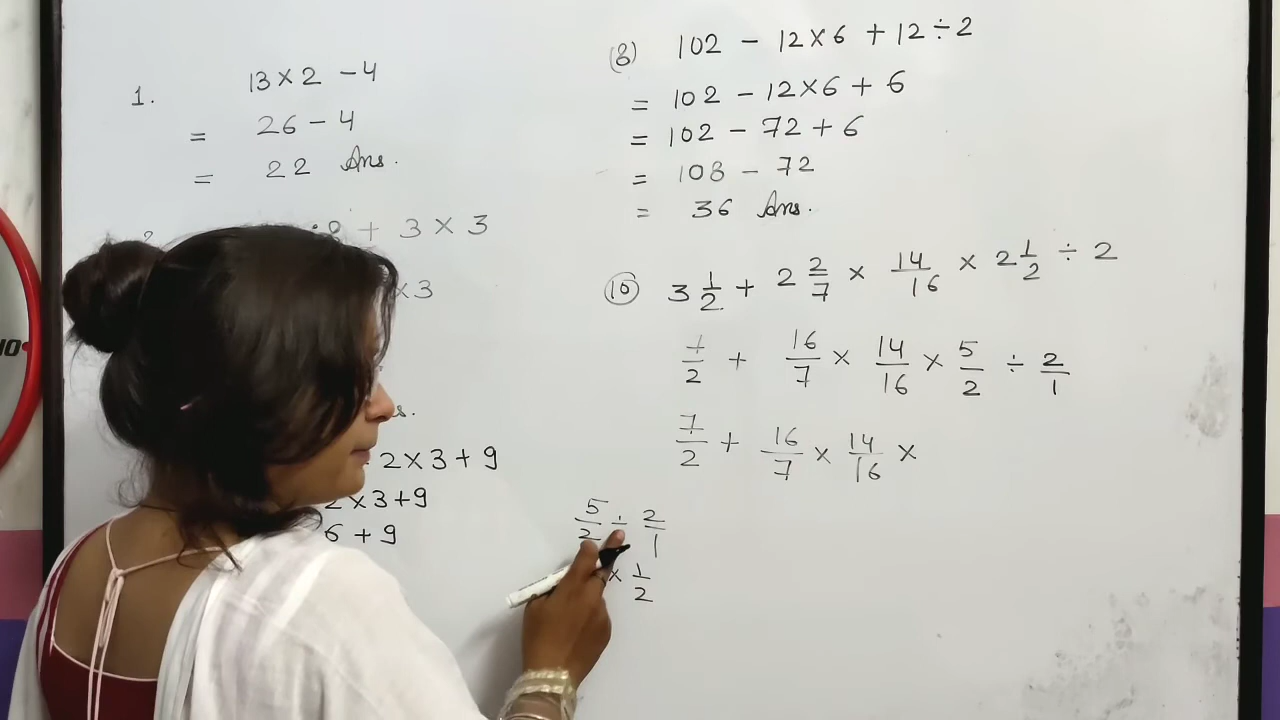 1. 13 × 2 - 4
= 26 - 4
= 22 Ans.
+ 3 × 3
× 3
2 × 3 + 9
2 × 3 + 9
6 + 9
(8) 102 - 12 × 6 + 12 ÷ 2
= 102 - 12 × 6 + 6
= 102 - 72 + 6
= 108 - 72
= 36 Ans.
(10) 3 1/2 + 2 2/7 × 14/16 × 2 1/2 ÷ 2
7/2 + 16/7 × 14/16 × 5/2 ÷ 2/1
7/2 + 16/7 × 14/16 ×
5/2 ÷ 2/1
× 1/2